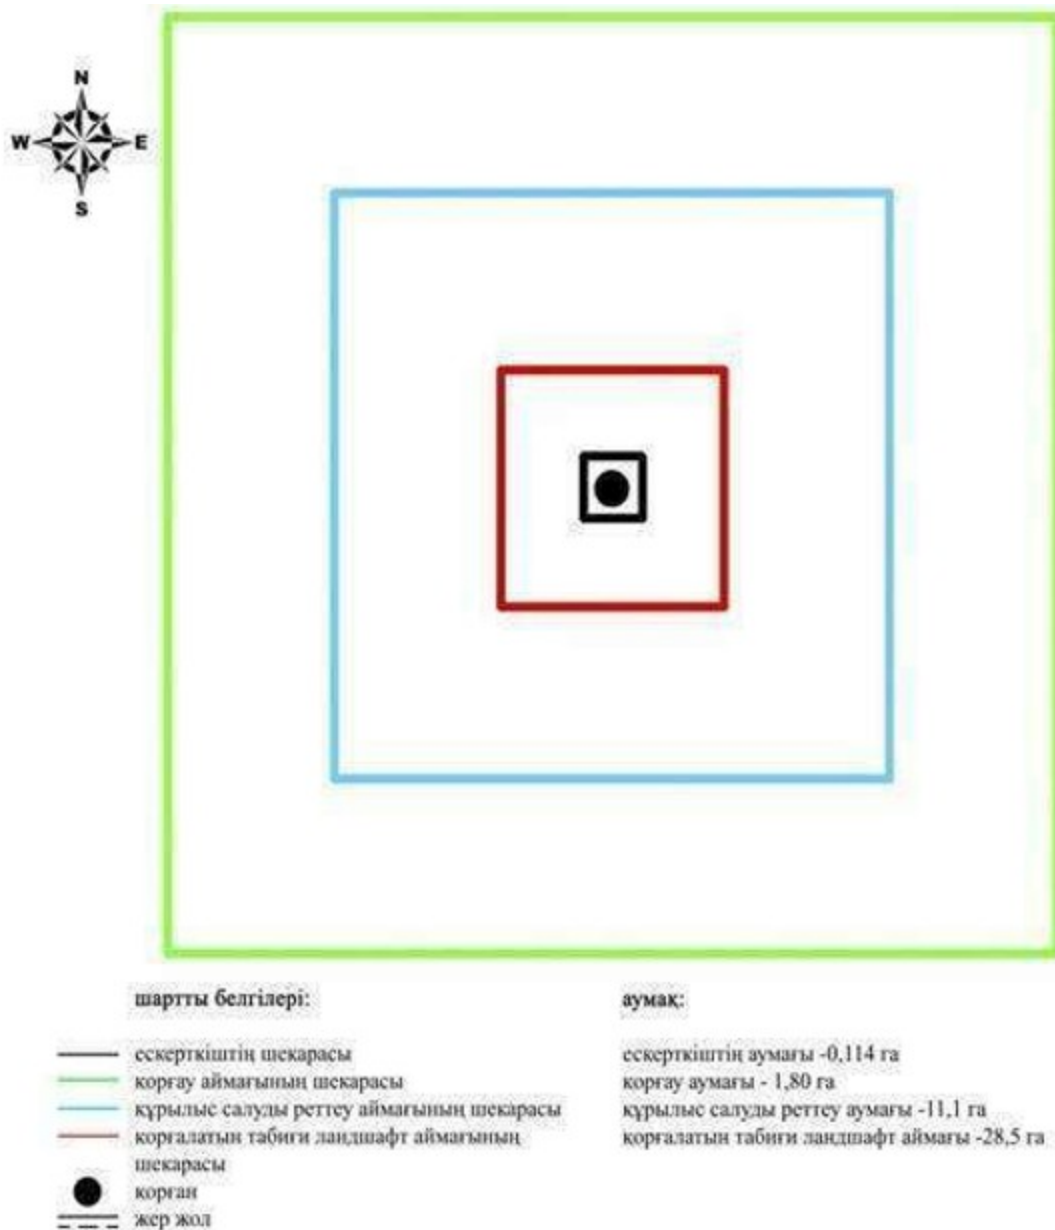 N
W E
S
шартты белгілері:
ескерткіштің шекарасы
қорғау аймағының шекарасы
құрылыс салуды реттеу аймағының шекарасы
қорғалатын табиғи ландшафт аймағының
шекарасы
қорған
жер жол
аумақ:
ескерткіштің аумағы -0,114 га
қорғау аумағы - 1,80 га
құрылыс салуды реттеу аумағы -11,1 га
қорғалатын табиғи ландшафт аймағы -28,5 га